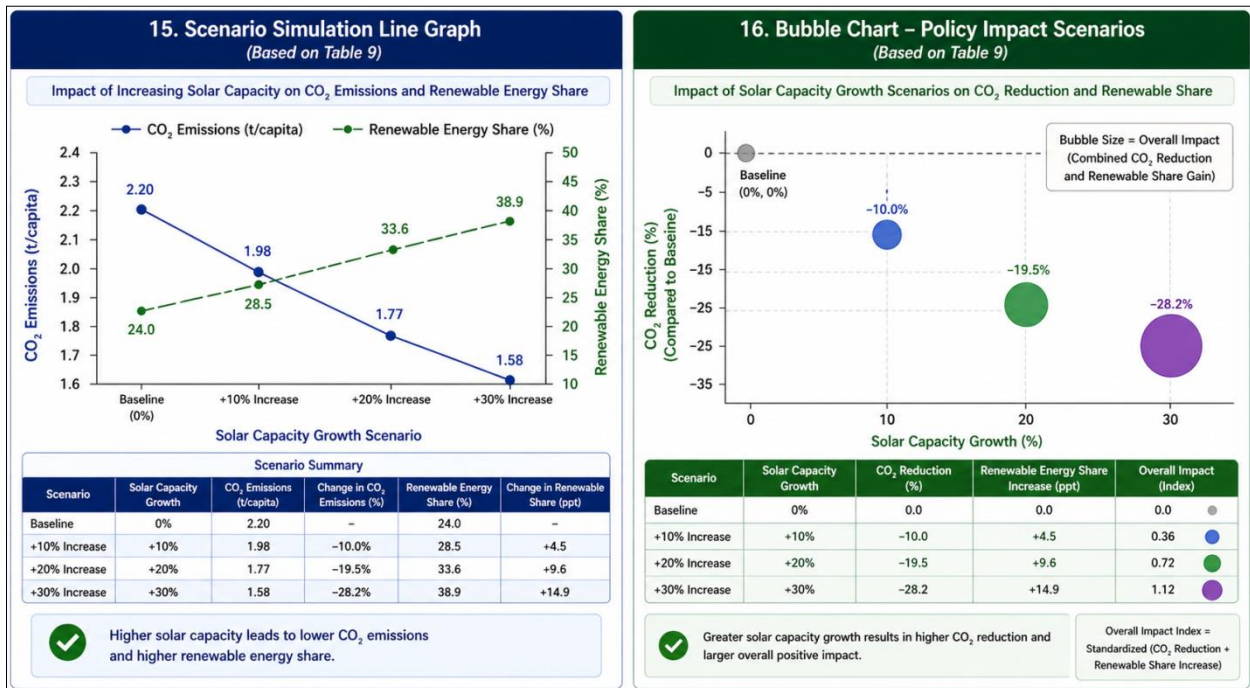 15. Scenario Simulation Line Graph
(Based on Table 9)
Impact of Increasing Solar Capacity on CO₂ Emissions and Renewable Energy Share
CO₂ Emissions (t/capita)
Renewable Energy Share (%)
CO₂ Emissions (t/capita)
2.4
2.3
2.2
2.1
2.0
1.9
1.8
1.7
1.6
2.20
1.98
1.77
1.58
24.0
28.5
33.6
38.9
50
45
40
35
30
25
20
15
10
Renewable Energy Share (%)
Baseline
(0%)
+10% Increase
+20% Increase
+30% Increase
Solar Capacity Growth Scenario
Scenario Summary
Scenario Solar Capacity Growth CO₂ Emissions (t/capita) Change in CO₂ Emissions (%) Renewable Energy Share (%) Change in Renewable Share (ppt)
Baseline 0% 2.20 – 24.0 –
+10% Increase +10% 1.98 –10.0% 28.5 +4.5
+20% Increase +20% 1.77 –19.5% 33.6 +9.6
+30% Increase +30% 1.58 –28.2% 38.9 +14.9
Higher solar capacity leads to lower CO₂ emissions
and higher renewable energy share.
16. Bubble Chart – Policy Impact Scenarios
(Based on Table 9)
Impact of Solar Capacity Growth Scenarios on CO₂ Reduction and Renewable Share
Bubble Size = Overall Impact
(Combined CO₂ Reduction
and Renewable Share Gain)
CO₂ Reduction (%)
(Compared to Baseline)
0
–5
–15
–15
–26
–25
–35
Baseline
(0%, 0%)
–10.0%
–19.5%
–28.2%
0
10
20
30
Solar Capacity Growth (%)
Scenario Solar Capacity Growth CO₂ Reduction (%) Renewable Energy Share Increase (ppt) Overall Impact (Index)
Baseline 0% 0.0 0.0 0.0
+10% Increase +10% –10.0 +4.5 0.36
+20% Increase +20% –19.5 +9.6 0.72
+30% Increase +30% –28.2 +14.9 1.12
Greater solar capacity growth results in higher CO₂ reduction and
larger overall positive impact.
Overall Impact Index =
Standardized (CO₂ Reduction +
Renewable Share Increase)